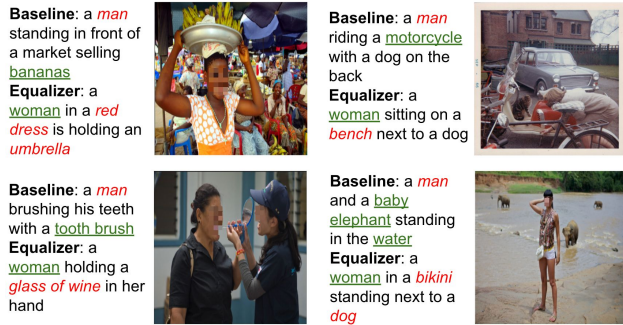 Baseline: a man
standing in front of
a market selling
bananas
Equalizer: a
woman in a red
dress is holding an
umbrella
Baseline: a man
riding a motorcycle
with a dog on the
back
Equalizer: a
woman sitting on a
bench next to a dog
Baseline: a man
brushing his teeth
with a tooth brush
Equalizer: a
woman holding a
glass of wine in her
hand
Baseline: a man
and a baby
elephant standing
in the water
Equalizer: a
woman in a bikini
standing next to a
dog